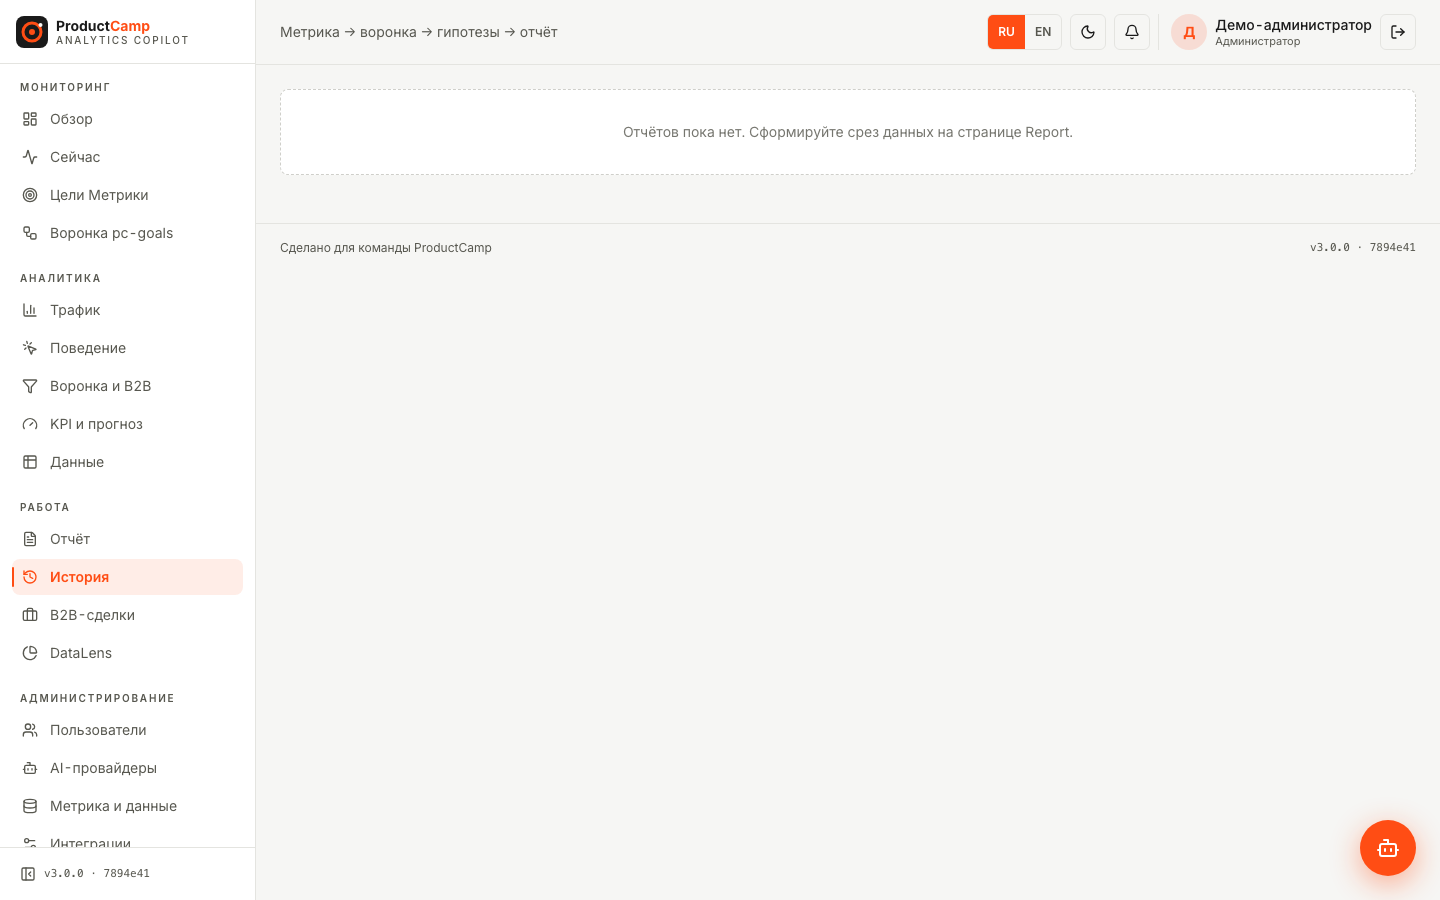 ProductCamp
ANALYTICS COPILOT
МОНИТОРИНГ
Обзор
Сейчас
Цели Метрики
Воронка pc-goals
АНАЛИТИКА
Трафик
Поведение
Воронка и B2B
KPI и прогноз
Данные
РАБОТА
Отчёт
История
B2B-сделки
DataLens
АДМИНИСТРИРОВАНИЕ
Пользователи
AI-провайдеры
Метрика и данные
Интеграции
v3.0.0 · 7894e41
Метрика → воронка → гипотезы → отчёт
RU EN
Д
Демо-администратор
Администратор
Отчётов пока нет. Сформируйте срез данных на странице Report.
Сделано для команды ProductCamp
v3.0.0 · 7894e41